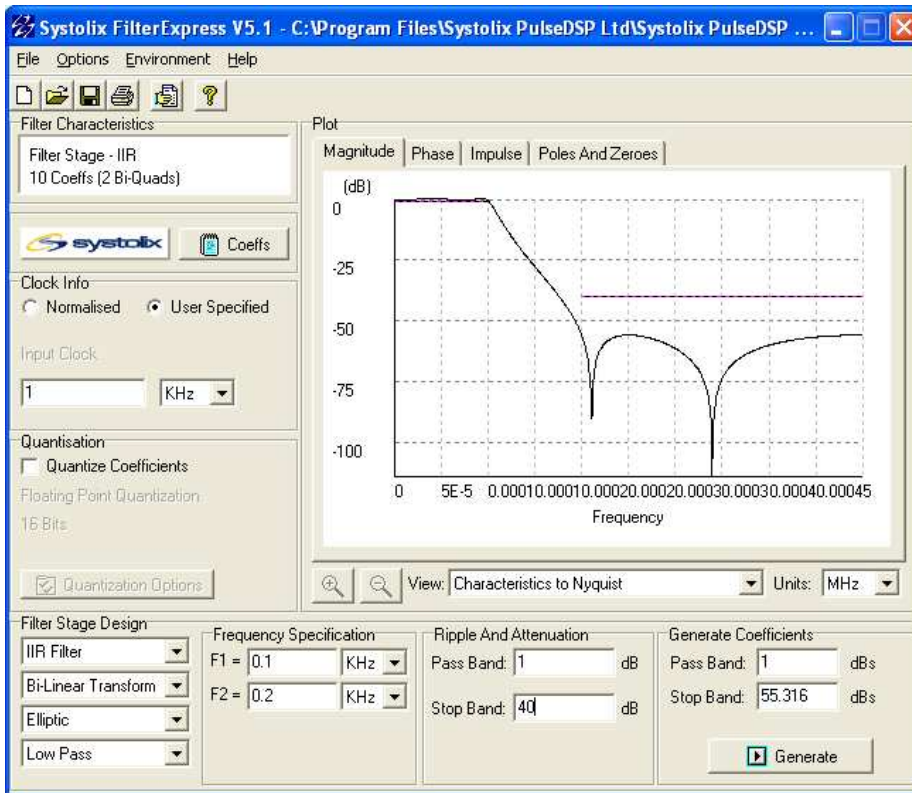 Systolix FilterExpress V5.1 - C:\Program Files\Systolix PulseDSP Ltd\Systolix PulseDSP ...
File Options Environment Help
Filter Characteristics
Filter Stage - IIR
10 Coeffs (2 Bi-Quads)
systolix
Coeffs
Clock Info
Normalised
User Specified
Input Clock
1
KHz
Quantisation
Quantize Coefficients
Floating Point Quantization
16 Bits
Quantization Options
Plot
Magnitude Phase Impulse Poles And Zeroes
(dB)
0
-25
-50
-75
-100
0 5E-5 0.00010.00010.00020.00020.00030.00030.00040.00045
Frequency
View: Characteristics to Nyquist
Units: MHz
Filter Stage Design
IIR Filter
Bi-Linear Transform
Elliptic
Low Pass
Frequency Specification
F1 = 0.1 KHz
F2 = 0.2 KHz
Ripple And Attenuation
Pass Band: 1 dB
Stop Band: 40 dB
Generate Coefficients
Pass Band: 1 dBs
Stop Band: 55.316 dBs
Generate